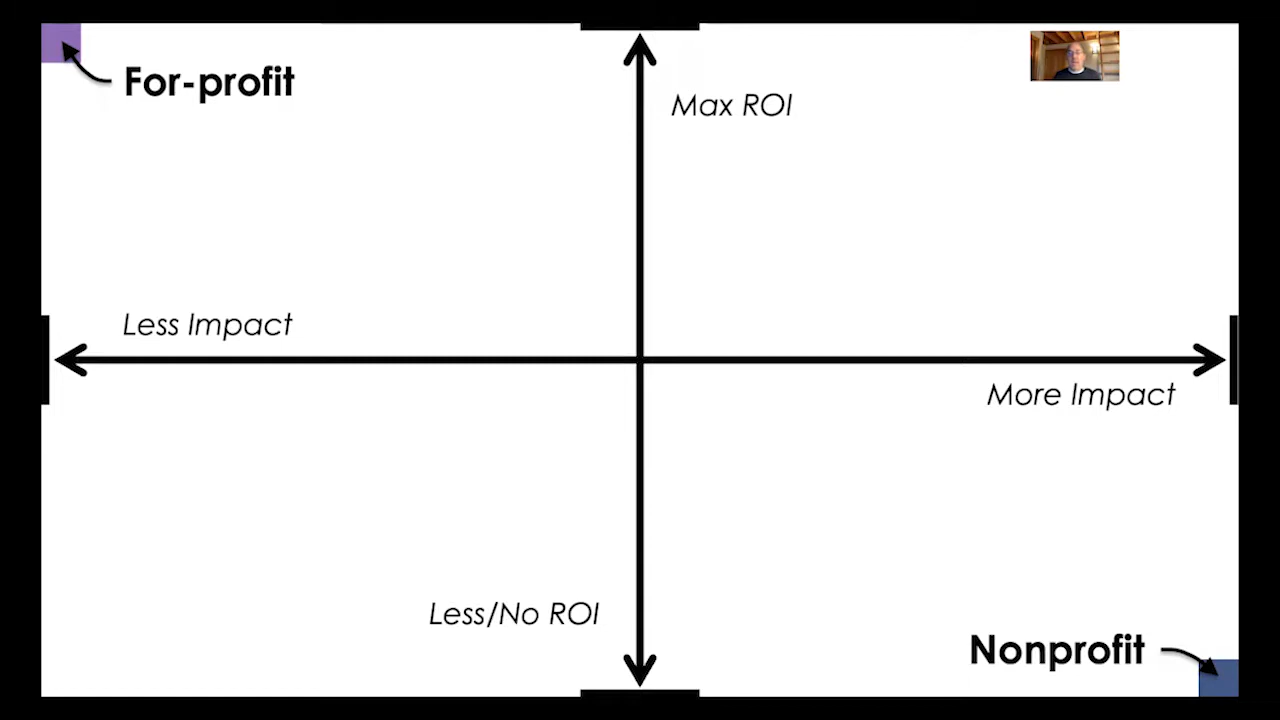 For-profit
Max ROI
Less Impact
More Impact
Less/No ROI
Nonprofit